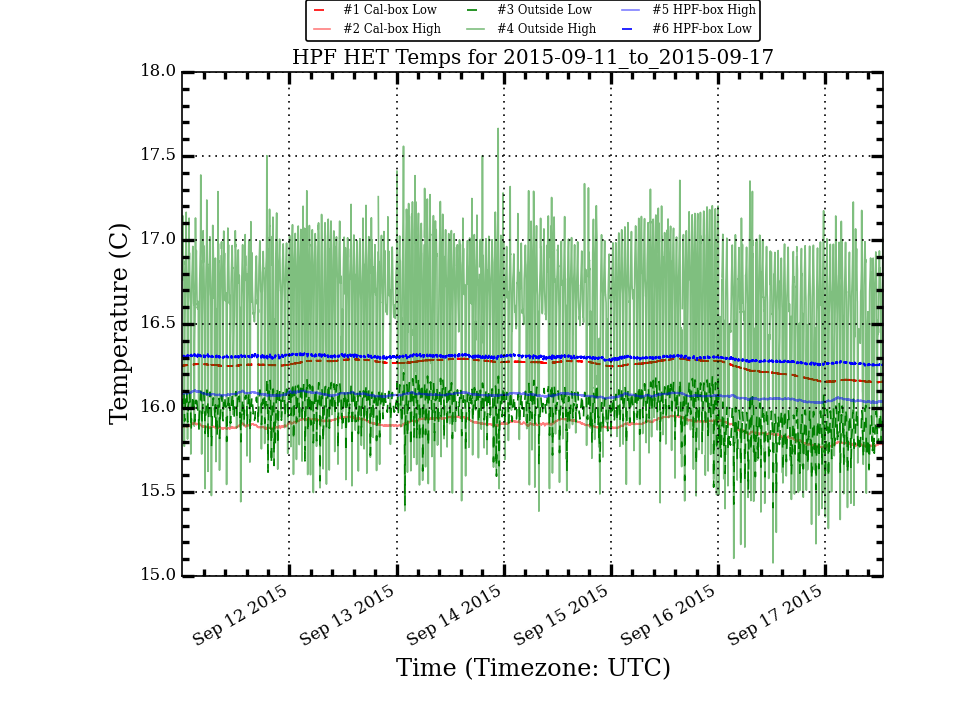 #1 Cal-box Low #3 Outside Low #5 HPF-box High
#2 Cal-box High #4 Outside High #6 HPF-box Low
HPF HET Temps for 2015-09-11_to_2015-09-17
18.0
17.5
17.0
16.5
16.0
15.5
15.0
Temperature (C)
Sep 12 2015 Sep 13 2015 Sep 14 2015 Sep 15 2015 Sep 16 2015 Sep 17 2015
Time (Timezone: UTC)